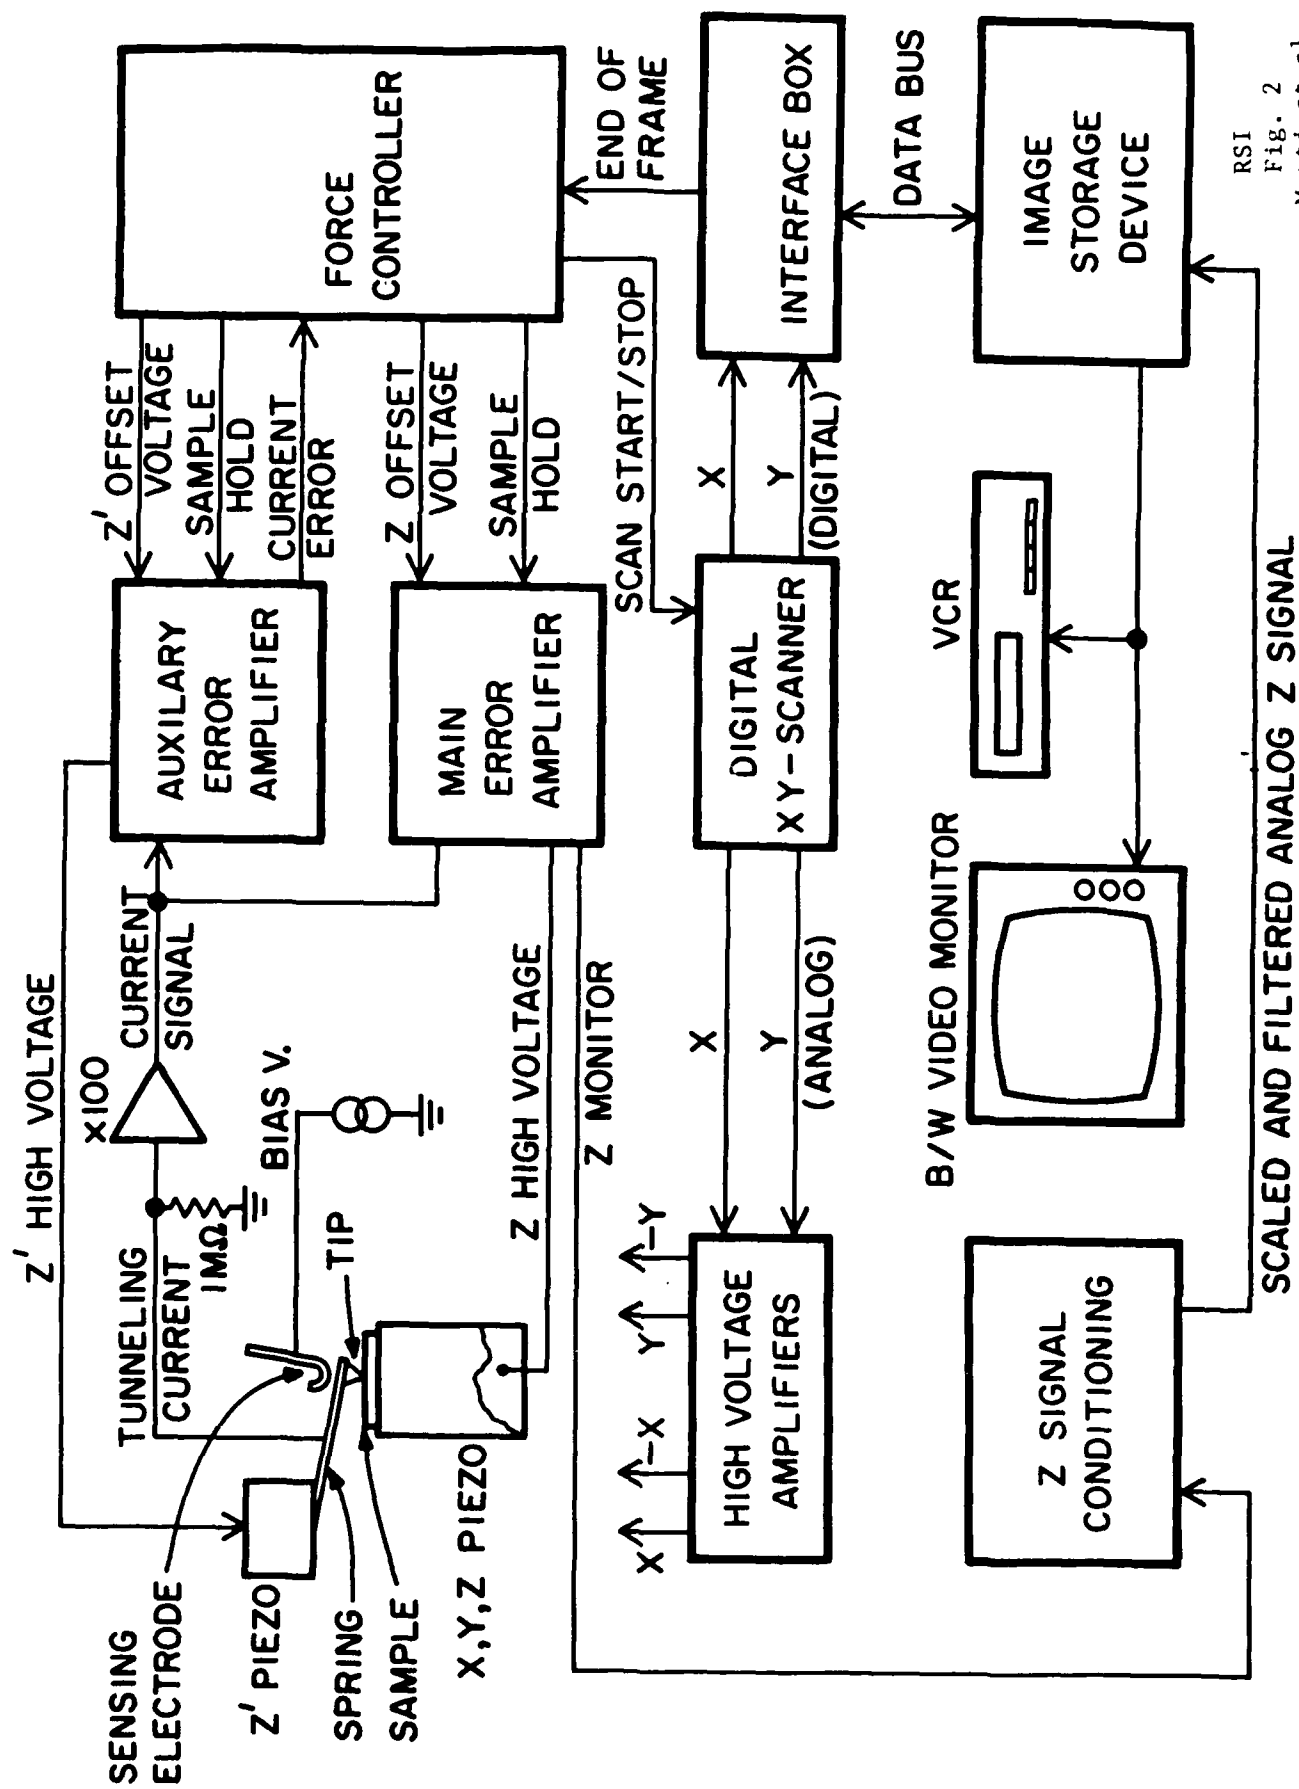 SENSING
ELECTRODE
Z' PIEZO
SPRING
SAMPLE
X,Y,Z PIEZO
Z' HIGH VOLTAGE
TUNNELING
CURRENT
1MΩ
TIP
X100
BIAS V.
CURRENT
SIGNAL
Z HIGH VOLTAGE
Z MONITOR
AUXILARY
ERROR
AMPLIFIER
MAIN
ERROR
AMPLIFIER
Z' OFFSET
VOLTAGE
SAMPLE
HOLD
CURRENT
ERROR
Z OFFSET
VOLTAGE
SAMPLE
HOLD
FORCE
CONTROLLER
SCAN START/STOP
END OF
FRAME
X
-X
Y
-Y
HIGH VOLTAGE
AMPLIFIERS
X
Y
(ANALOG)
DIGITAL
XY-SCANNER
X
Y
(DIGITAL)
INTERFACE BOX
DATA BUS
Z SIGNAL
CONDITIONING
B/W VIDEO MONITOR
VCR
IMAGE
STORAGE
DEVICE
SCALED AND FILTERED ANALOG Z SIGNAL
RSI
Fig. 2